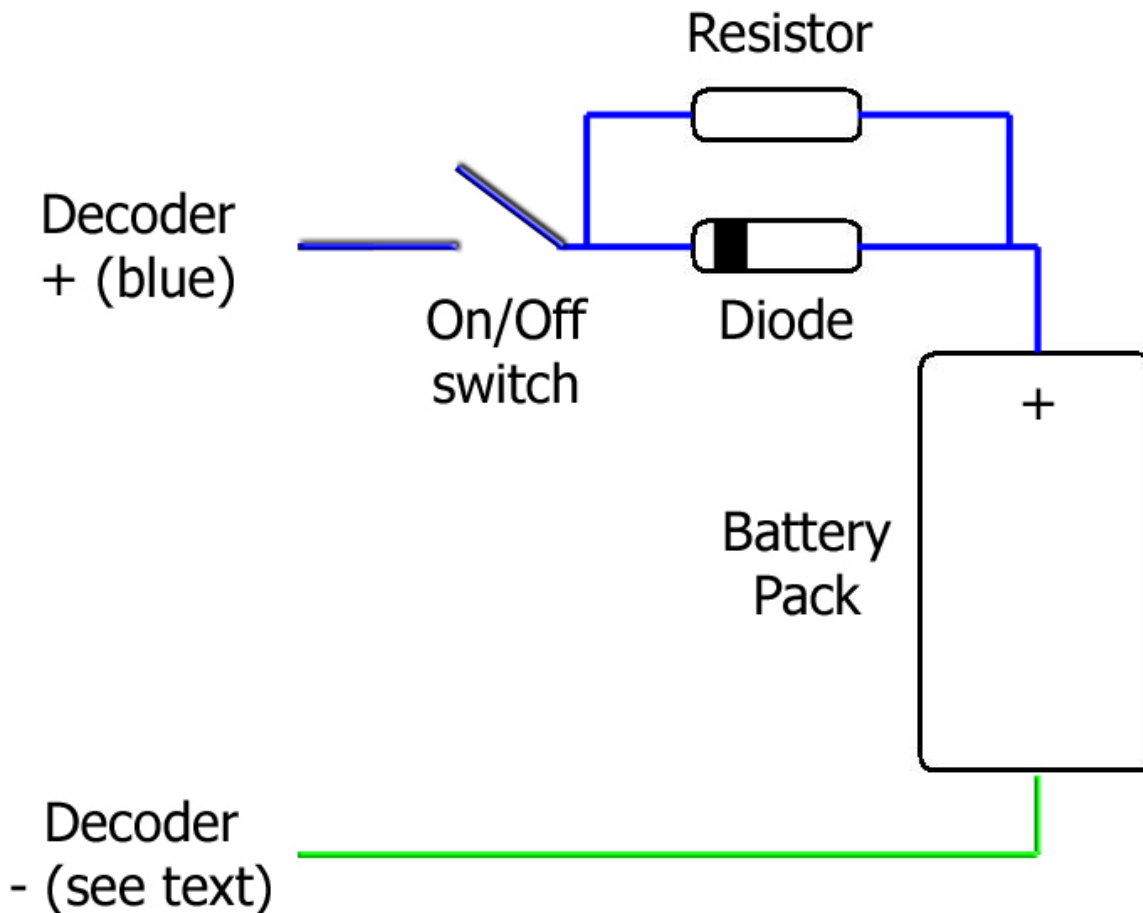 Resistor
Decoder
+ (blue)
On/Off
switch
Diode
+
Battery
Pack
Decoder
- (see text)